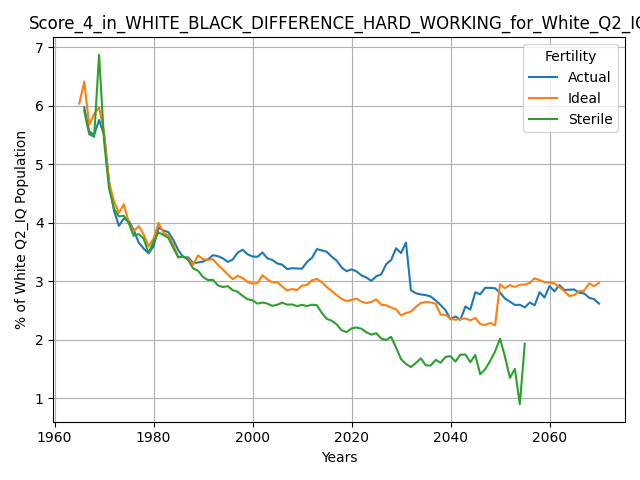 Score_4_in_WHITE_BLACK_DIFFERENCE_HARD_WORKING_for_White_Q2_IQ
Fertility
Actual
Ideal
Sterile
% of White Q2_IQ Population
7
6
5
4
3
2
1
1960 1980 2000 2020 2040 2060
Years